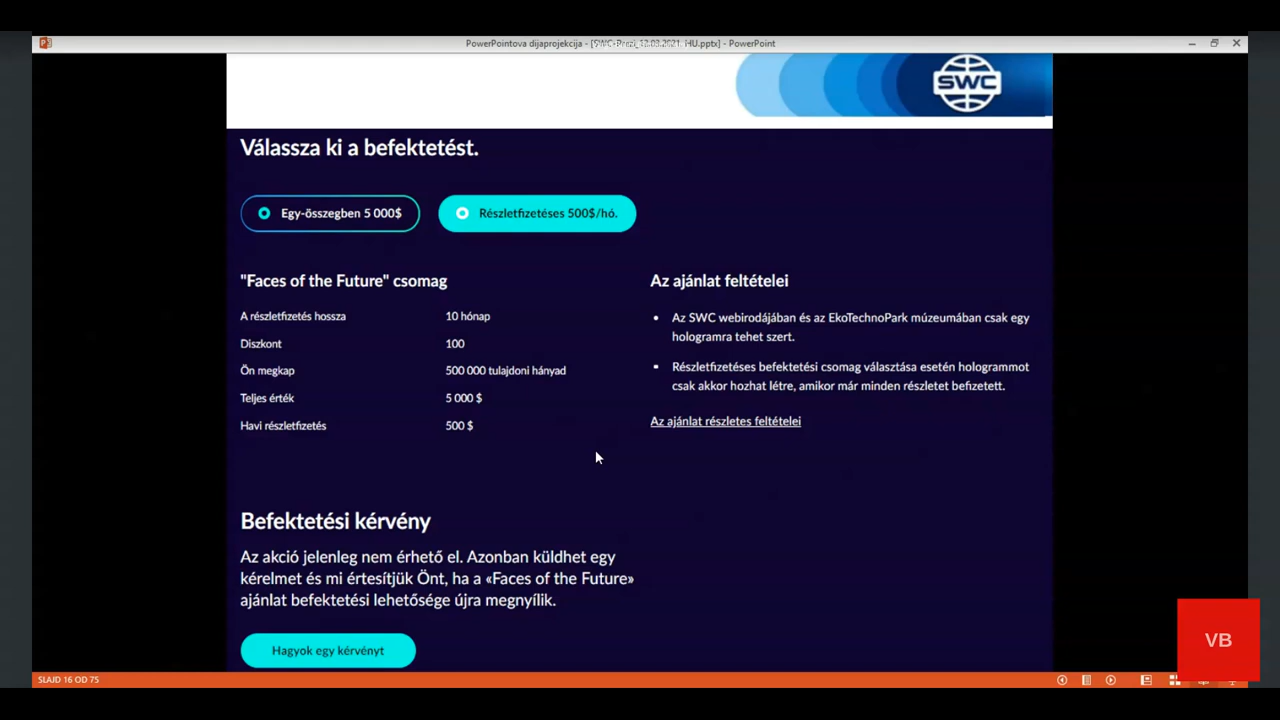 PowerPointova dijaprojekcija - [SWC-Prezi_12.03.2021.-HU.pptx] - PowerPoint
SWC
Válassza ki a befektetést.
Egy-összegben 5 000$
Részletfizetéses 500$/hó.
"Faces of the Future" csomag
A részletfizetés hossza 10 hónap
Diszkont 100
Ön megkap 500 000 tulajdoni hányad
Teljes érték 5 000 $
Havi részletfizetés 500 $
Az ajánlat feltételei
Az SWC webirodájában és az EkoTechnoPark múzeumában csak egy
hologramra tehet szert.
Részletfizetéses befektetési csomag választása esetén hologrammot
csak akkor hozhat létre, amikor már minden részletet befizetett.
Az ajánlat részletes feltételei
Befektetési kérvény
Az akció jelenleg nem érhető el. Azonban küldhet egy
kérelmet és mi értesítjük Önt, ha a «Faces of the Future»
ajánlat befektetési lehetősége újra megnyílik.
Hagyok egy kérvényt
VB
SLAJD 16 OD 75